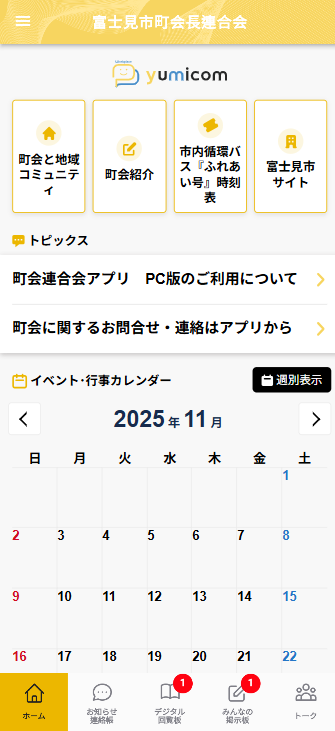 富士見市町会長連合会
yumicom
町会と地域
コミュニテ
ィ
町会紹介
市内循環バ
ス『ふれあ
い号』時刻
表
富士見市
サイト
トピックス
町会連合会アプリ　PC版のご利用について
町会に関するお問合せ・連絡はアプリから
イベント･行事カレンダー
週別表示
2025 年 11 月
日 月 火 水 木 金 土
1
2 3 4 5 6 7 8
9 10 11 12 13 14 15
16 17 18 19 20 21 22
1 1
ホーム
お知らせ
連絡帳
デジタル
回覧板
みんなの
掲示板
トーク